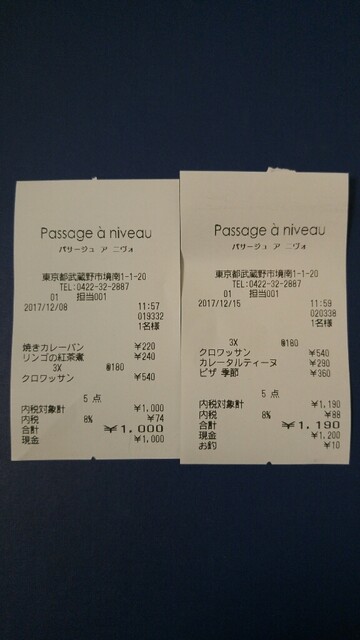 Passage à niveau
パサージュ ア ニヴォ
東京都武蔵野市境南1-1-20
TEL:0422-32-2887
01 担当001
2017/12/08 11:57
019332
1名様
焼きカレーパン ¥220
リンゴの紅茶煮 ¥240
3X @180
クロワッサン ¥540
5 点
内税対象計 ¥1,000
内税 8% ¥74
合計 ¥1,000
現金 ¥1,000
Passage à niveau
パサージュ ア ニヴォ
東京都武蔵野市境南1-1-20
TEL:0422-32-2887
01 担当001
2017/12/15 11:59
020338
1名様
3X @180
クロワッサン ¥540
カレータルティーヌ ¥290
ピザ 季節 ¥360
5 点
内税対象計 ¥1,190
内税 8% ¥88
合計 ¥1,190
現金 ¥1,200
お釣 ¥10